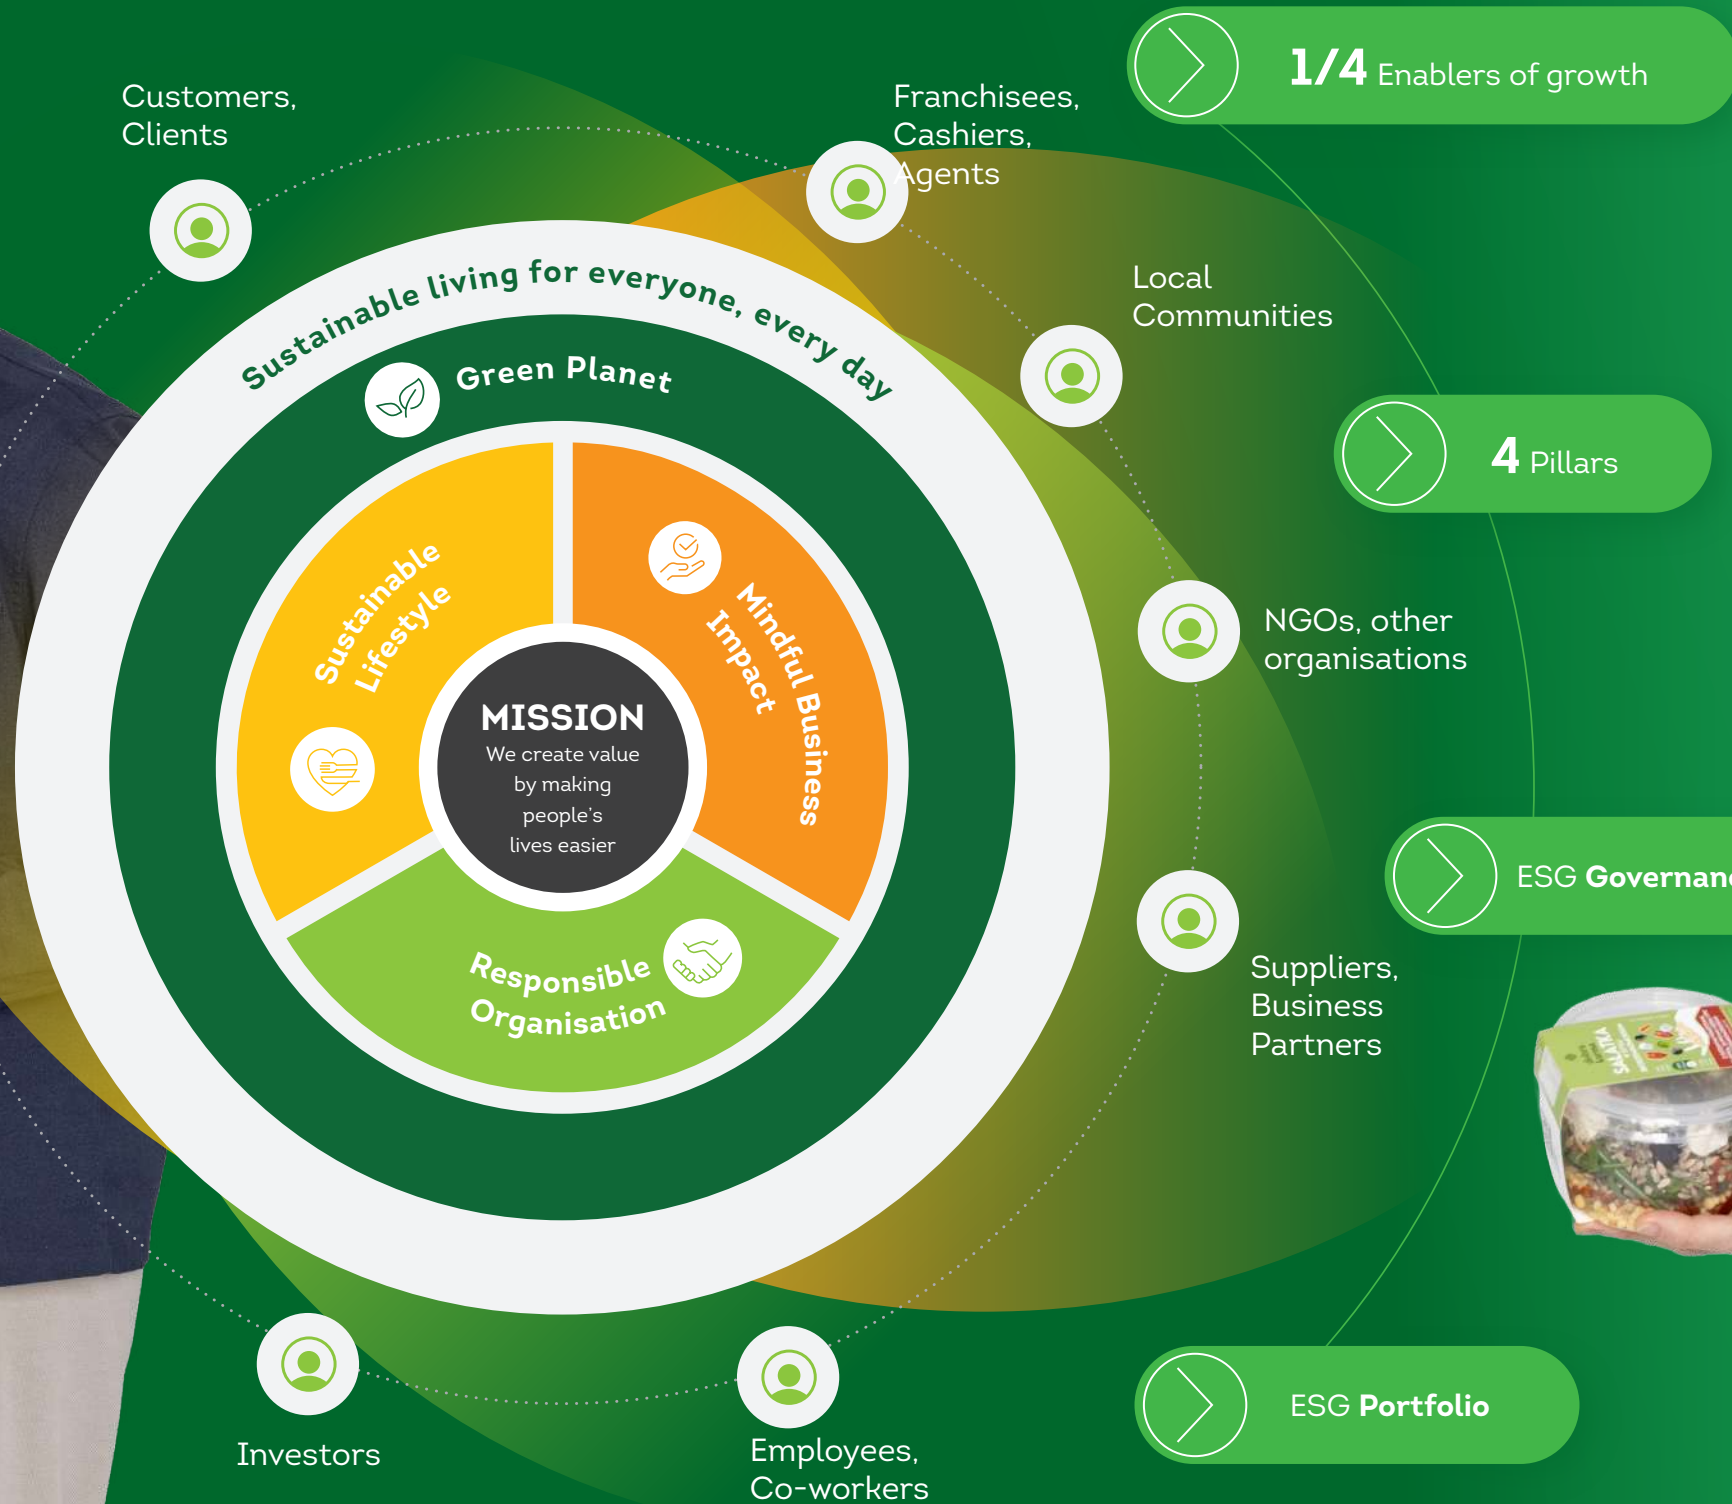 Customers,
Clients
Franchisees,
Cashiers,
Agents
1/4 Enablers of growth
Local
Communities
4 Pillars
NGOs, other
organisations
ESG Governanc
Suppliers,
Business
Partners
ESG Portfolio
Employees,
Co-workers
Investors
Sustainable living for everyone, every day
Green Planet
Sustainable
Lifestyle
Mindful Business
Impact
MISSION
We create value
by making
people’s
lives easier
Responsible
Organisation
SAŁATKA